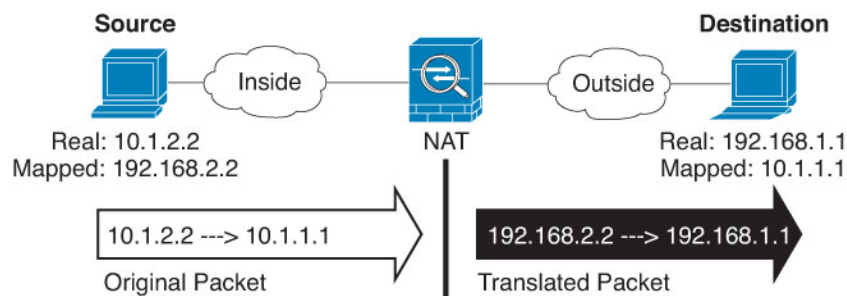 Source
Destination
Inside
Outside
NAT
Real: 10.1.2.2
Mapped: 192.168.2.2
Real: 192.168.1.1
Mapped: 10.1.1.1
10.1.2.2 ---> 10.1.1.1
192.168.2.2 ---> 192.168.1.1
Original Packet
Translated Packet